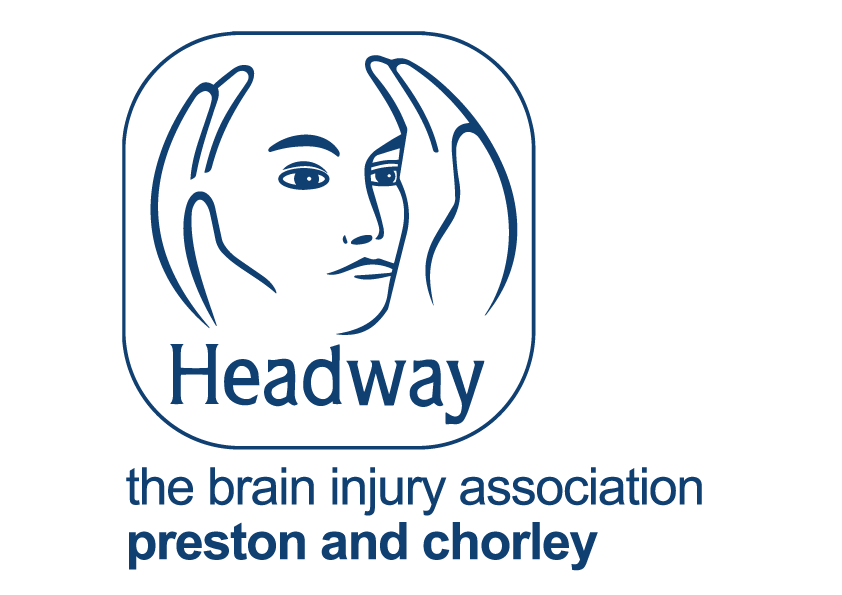 Headway
the brain injury association
preston and chorley